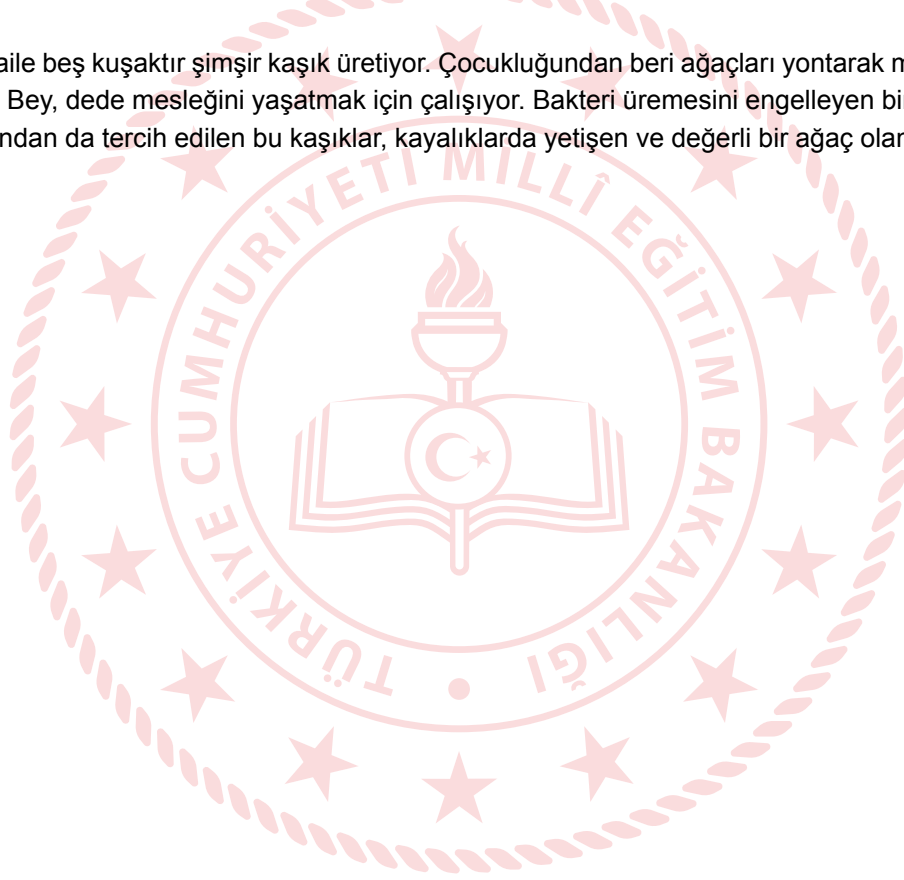 aile beş kuşaktır şimşir kaşık üretiyor. Çocukluğundan beri ağaçları yontarak
Bey, dede mesleğini yaşatmak için çalışıyor. Bakteri üremesini engelleyen
da tercih edilen bu kaşıklar, kayalıklarda yetişen ve değerli bir ağaç
TÜRKİYE CUMHURİYETİ MİLLÎ EĞİTİM BAKANLIĞI